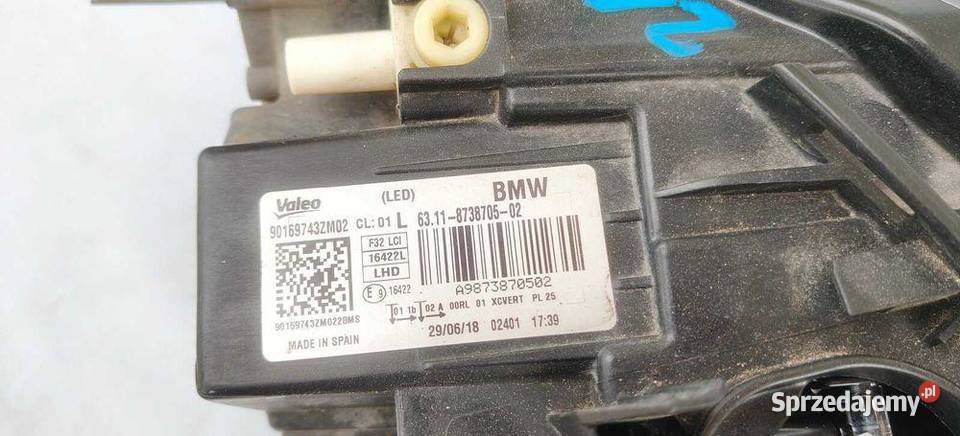 Valeo (LED) BMW
90169743ZM02 CL: 01 L 63.11-8738705-02
F32 LCI
16422L
LHD
E 9 16422 A9873870502
01 1b 02 A 00RL 01 XCVERT PL 25
90169743ZM022BMS
29/06/18 02401 17:39
MADE IN SPAIN
Sprzedajemy.pl